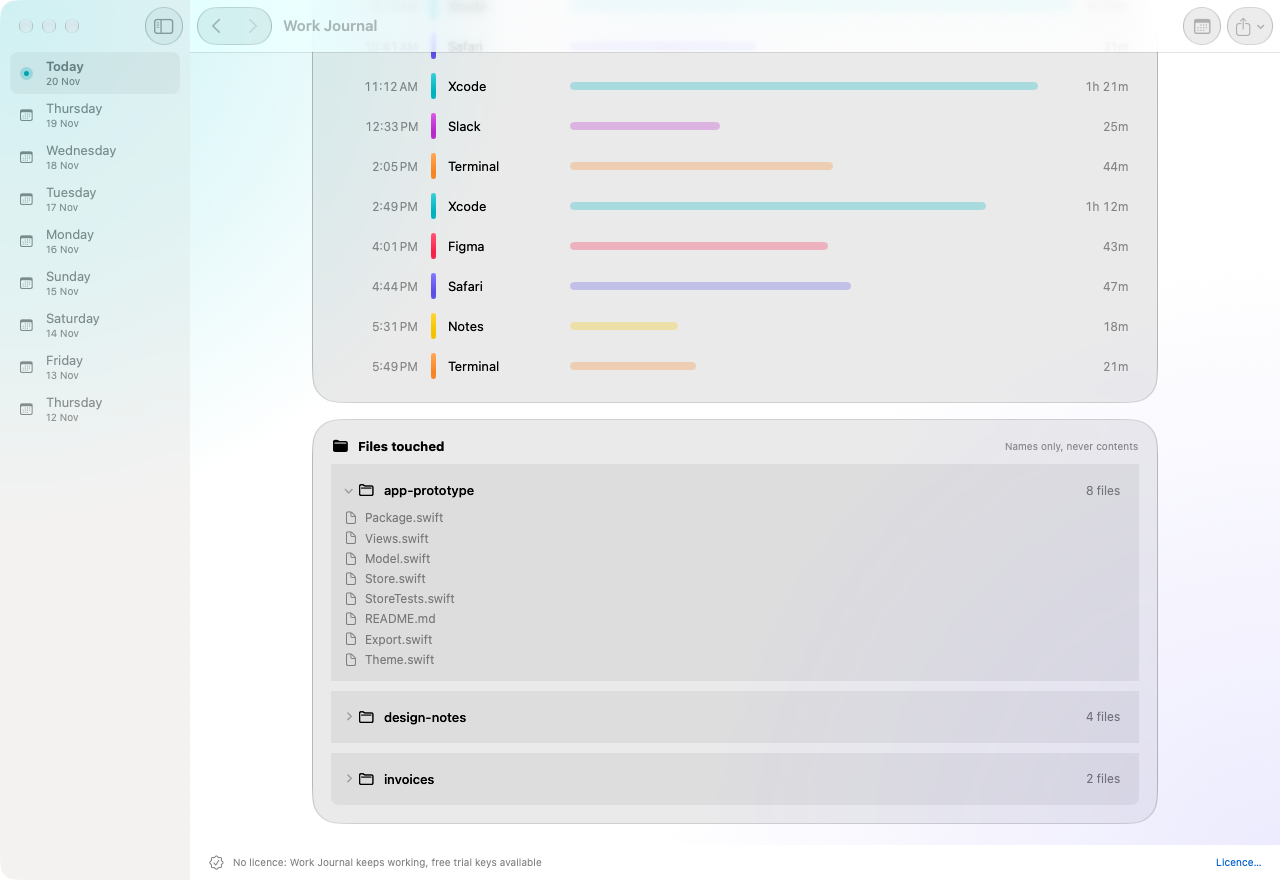 Work Journal
Today
20 Nov
Thursday
19 Nov
Wednesday
18 Nov
Tuesday
17 Nov
Monday
16 Nov
Sunday
15 Nov
Saturday
14 Nov
Friday
13 Nov
Thursday
12 Nov
Safari
11:12 AM Xcode 1h 21m
12:33 PM Slack 25m
2:05 PM Terminal 44m
2:49 PM Xcode 1h 12m
4:01 PM Figma 43m
4:44 PM Safari 47m
5:31 PM Notes 18m
5:49 PM Terminal 21m
Files touched Names only, never contents
app-prototype 8 files
Package.swift
Views.swift
Model.swift
Store.swift
StoreTests.swift
README.md
Export.swift
Theme.swift
design-notes 4 files
invoices 2 files
No licence: Work Journal keeps working, free trial keys available Licence...